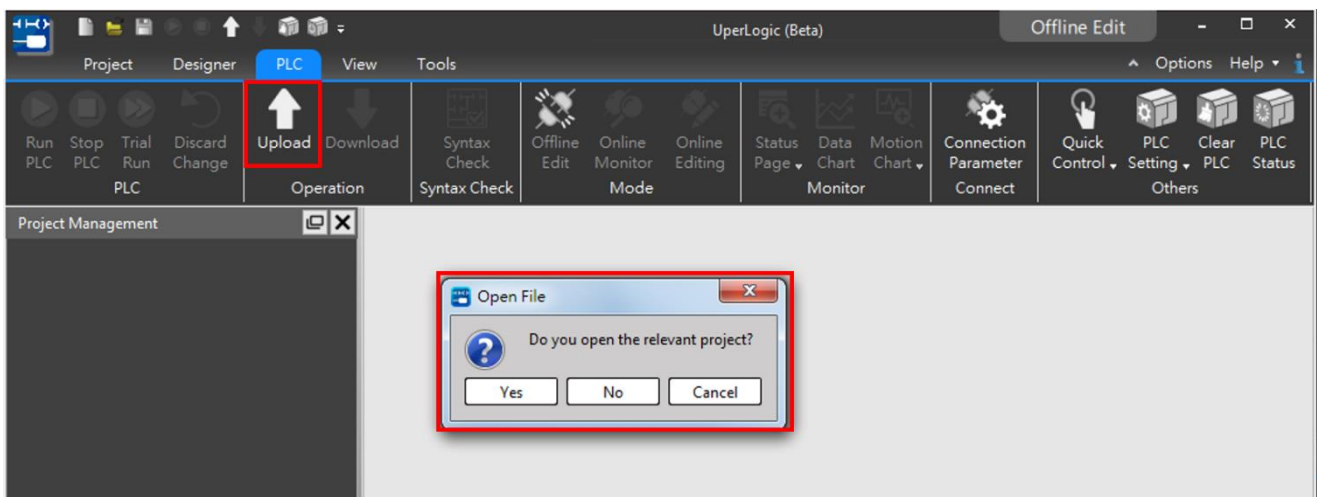 UperLogic (Beta)
Offline Edit
Project Designer PLC View Tools
Options Help
Run PLC
Stop PLC
Trial Run
Discard Change
PLC
Upload
Download
Operation
Syntax Check
Syntax Check
Offline Edit
Online Monitor
Online Editing
Mode
Status Page
Data Chart
Motion Chart
Monitor
Connection Parameter
Connect
Quick Control
PLC Setting
Clear PLC
PLC Status
Others
Project Management
Open File
Do you open the relevant project?
Yes No Cancel